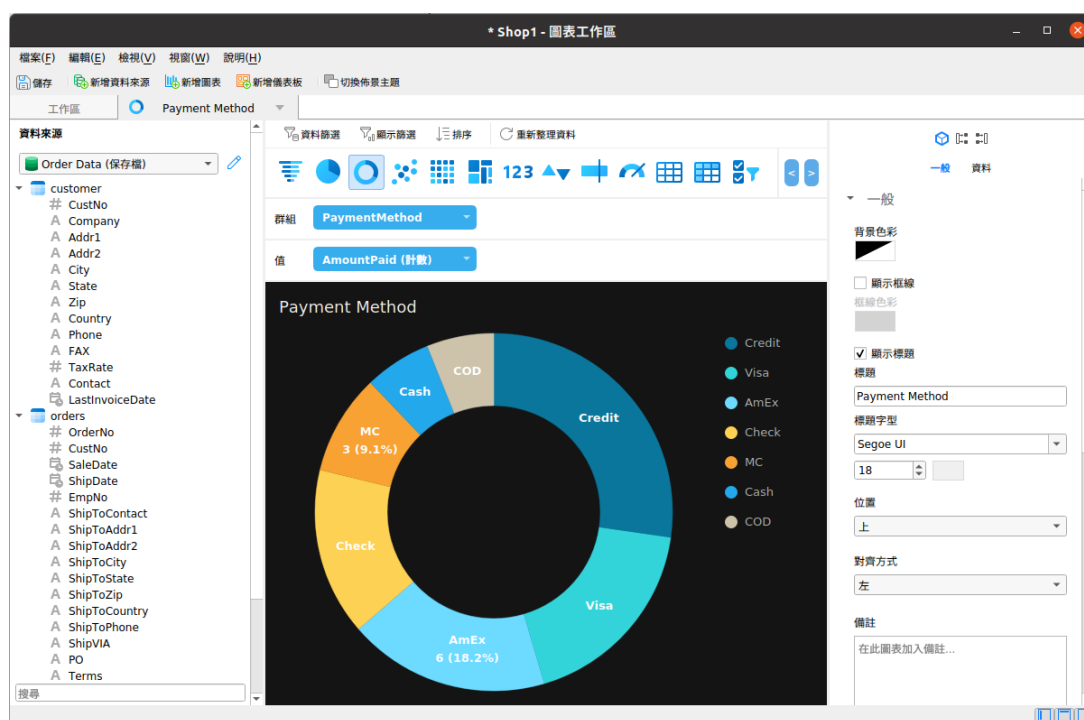 * Shop1 - 圖表工作區
檔案(F) 編輯(E) 檢視(V) 視窗(W) 說明(H)
儲存 新增資料來源 新增圖表 新增儀表板 切換佈景主題
工作區 Payment Method
資料來源
Order Data (保存檔)
customer
CustNo
Company
Addr1
Addr2
City
State
Zip
Country
Phone
FAX
TaxRate
Contact
LastInvoiceDate
orders
OrderNo
CustNo
SaleDate
ShipDate
EmpNo
ShipToContact
ShipToAddr1
ShipToAddr2
ShipToCity
ShipToState
ShipToZip
ShipToCountry
ShipToPhone
ShipVIA
PO
Terms
搜尋
資料篩選 顯示篩選 排序 重新整理資料
123
< >
群組 PaymentMethod
值 AmountPaid (計數)
Payment Method
COD
Cash
MC
3 (9.1%)
Credit
Check
Visa
AmEx
6 (18.2%)
Credit
Visa
AmEx
Check
MC
Cash
COD
一般 資料
一般
背景色彩
顯示框線
框線色彩
顯示標題
標題
Payment Method
標題字型
Segoe UI
18
位置
上
對齊方式
左
備註
在此圖表加入備註...